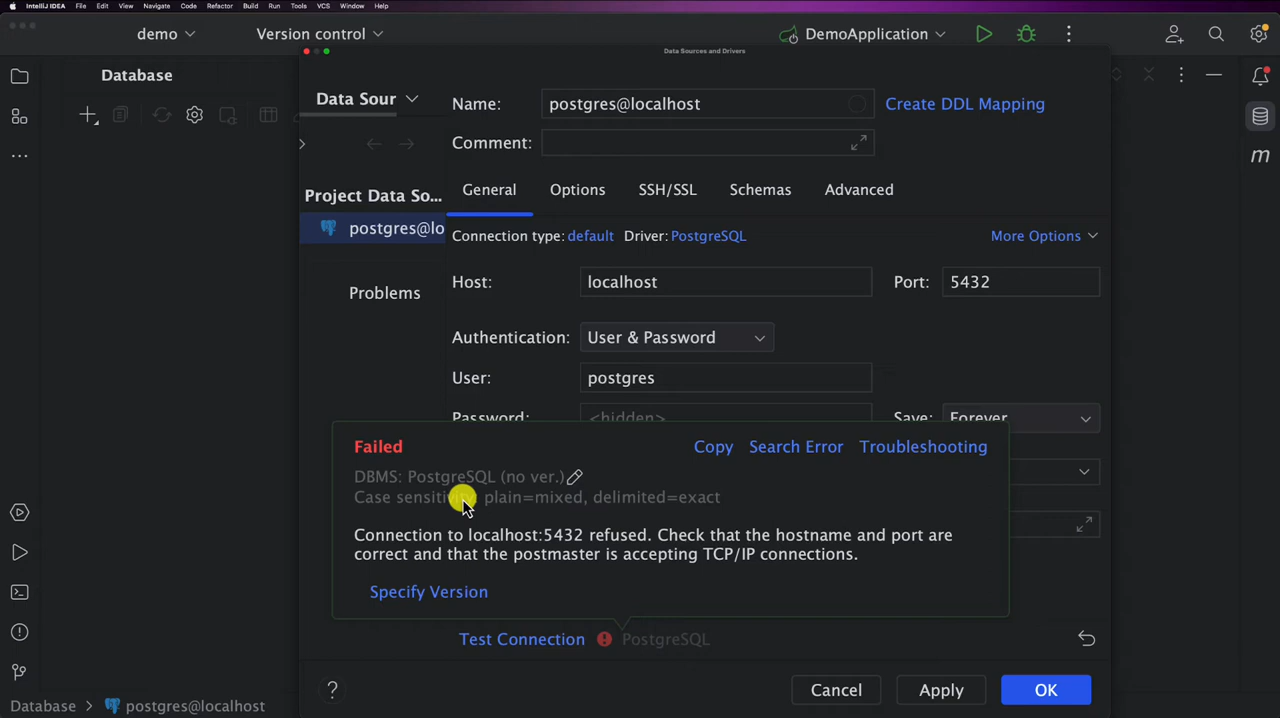 IntelliJ IDEA File Edit View Navigate Code Refactor Build Run Tools VCS Window Help
demo Version control DemoApplication
Data Sources and Drivers
Database
Data Sour
Name: postgres@localhost Create DDL Mapping
Comment:
General Options SSH/SSL Schemas Advanced
Project Data So...
postgres@lo
Connection type: default Driver: PostgreSQL More Options
Problems
Host: localhost Port: 5432
Authentication: User & Password
User: postgres
Password: <hidden> Save: Forever
Failed Copy Search Error Troubleshooting
DBMS: PostgreSQL (no ver.)
Case sensitivity: plain=mixed, delimited=exact
Connection to localhost:5432 refused. Check that the hostname and port are
correct and that the postmaster is accepting TCP/IP connections.
Specify Version
Test Connection PostgreSQL
? Cancel Apply OK
Database > postgres@localhost